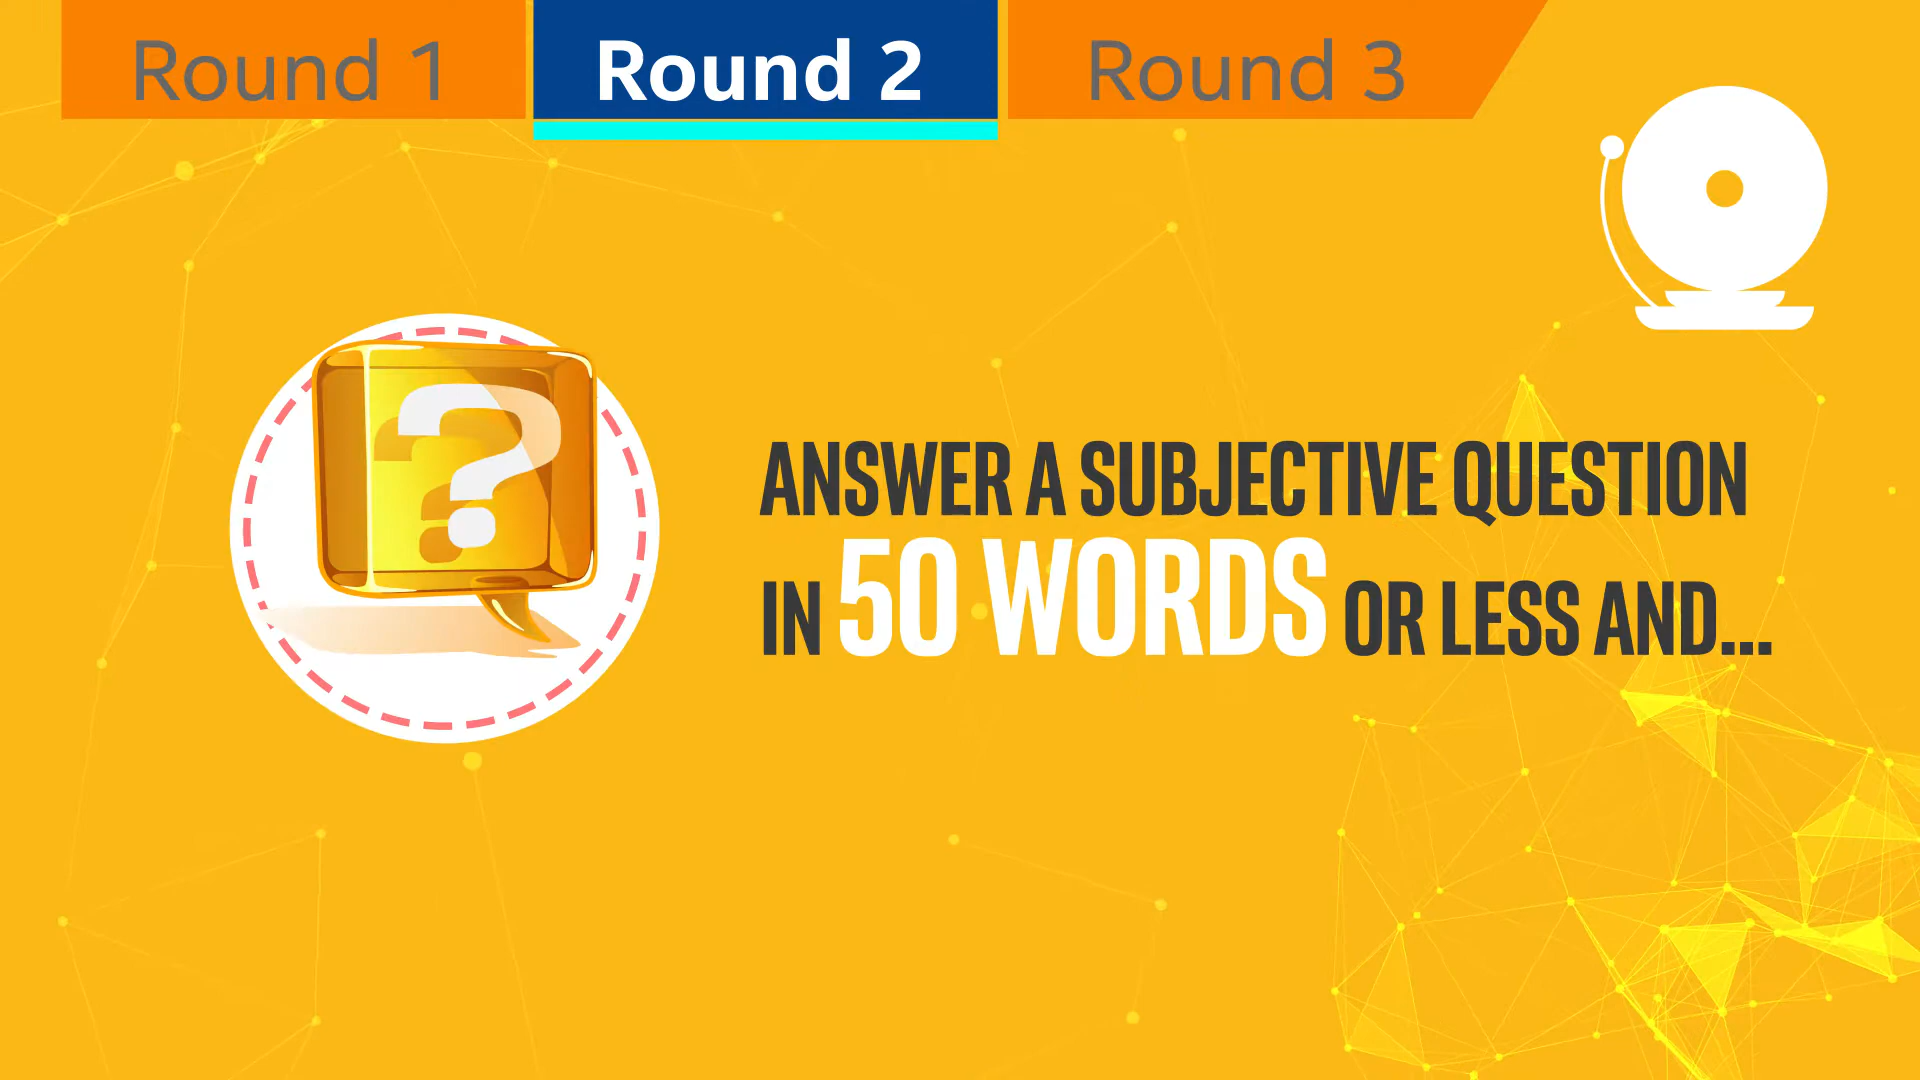 Round 1 Round 2 Round 3
?
ANSWER A SUBJECTIVE QUESTION
IN 50 WORDS OR LESS AND...